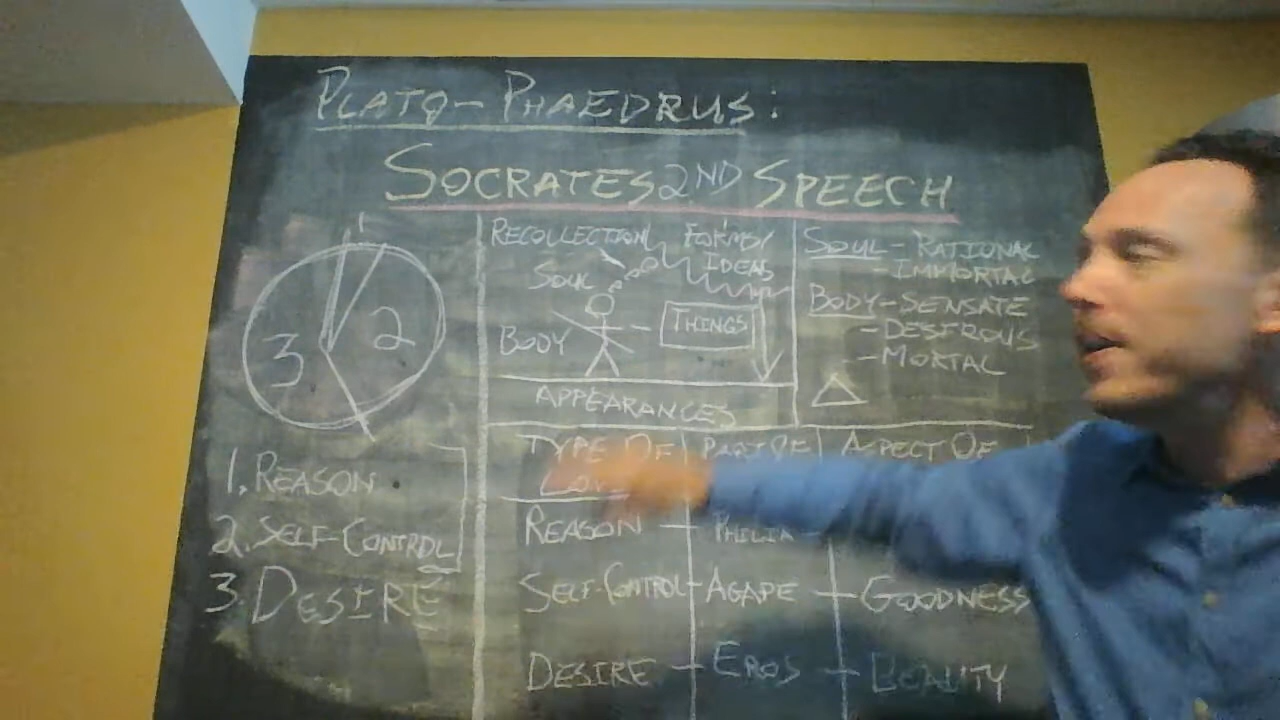 PLATO - PHAEDRUS:
SOCRATES 2ND SPEECH
1
2
3
1. REASON
2. SELF-CONTROL
3. DESIRE
RECOLLECTION
FORMS/
IDEAS
SOUL
BODY
THINGS
APPEARANCES
SOUL - RATIONAL
- IMMORTAL
BODY - SENSATE
- DESIROUS
- MORTAL
TYPE OF PART OF ASPECT OF
REASON - PHILIA
SELF-CONTROL - AGAPE - GOODNESS
DESIRE - EROS - BEAUTY